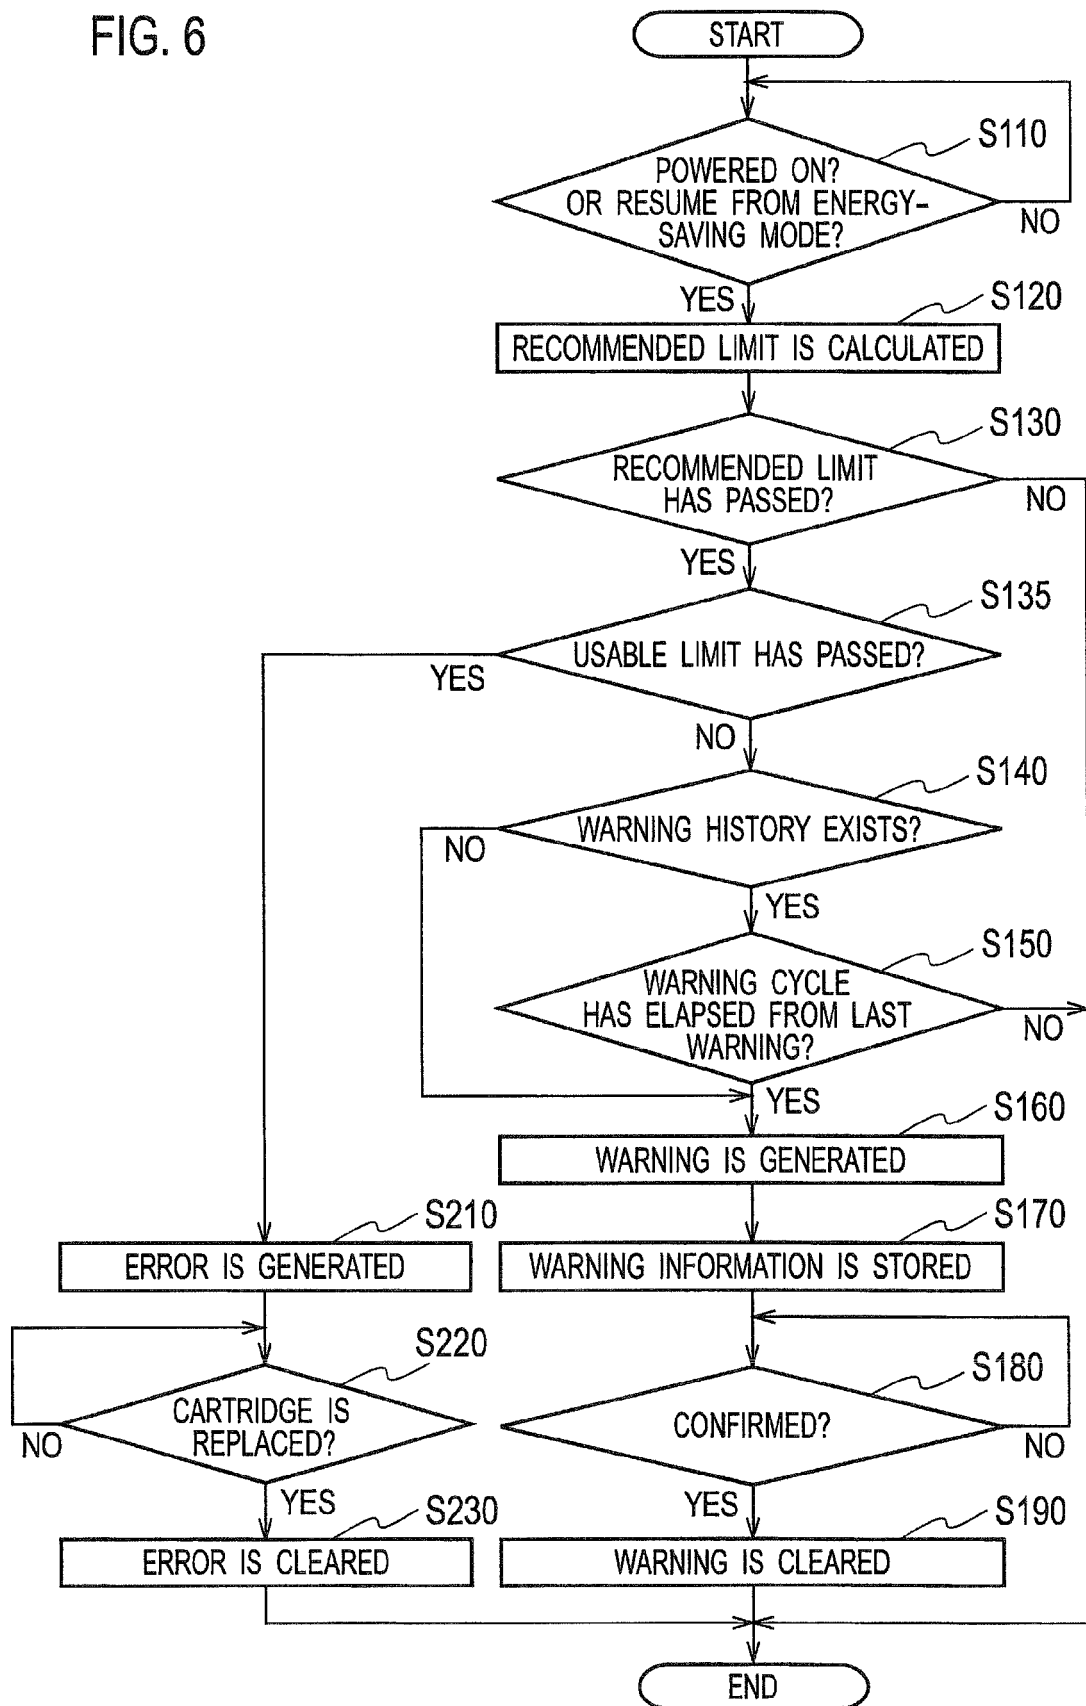 FIG. 6
START
S110
POWERED ON?
OR RESUME FROM ENERGY-
SAVING MODE?
NO
YES
S120
RECOMMENDED LIMIT IS CALCULATED
S130
RECOMMENDED LIMIT
HAS PASSED?
NO
YES
S135
USABLE LIMIT HAS PASSED?
YES
NO
S140
WARNING HISTORY EXISTS?
NO
YES
S150
WARNING CYCLE
HAS ELAPSED FROM LAST
WARNING?
NO
YES
S160
WARNING IS GENERATED
S210
S170
ERROR IS GENERATED
WARNING INFORMATION IS STORED
S220
S180
CARTRIDGE IS
REPLACED?
CONFIRMED?
NO
NO
YES
YES
S230
S190
ERROR IS CLEARED
WARNING IS CLEARED
END